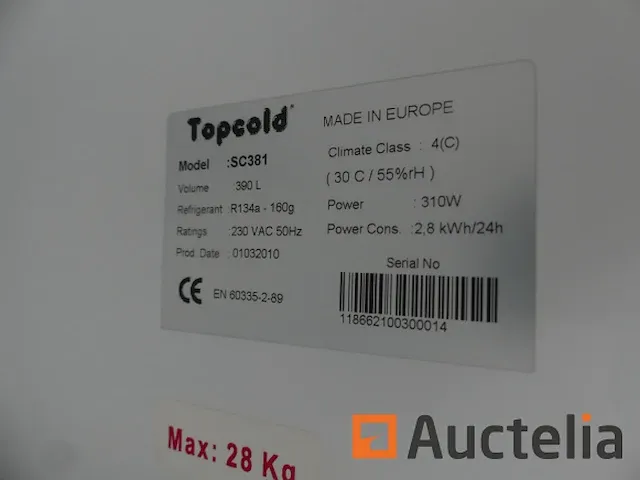 Topcold
Model :SC381
Volume 390 L
Refrigerant :R134a - 160g
Ratings :230 VAC 50Hz
Prod. Date :01032010
CE EN 60335-2-89
MADE IN EUROPE
Climate Class : 4(C)
( 30 C / 55%rH )
Power : 310W
Power Cons. :2,8 kWh/24h
Serial No
118662100300014
Max: 28 Kg
Auctelia